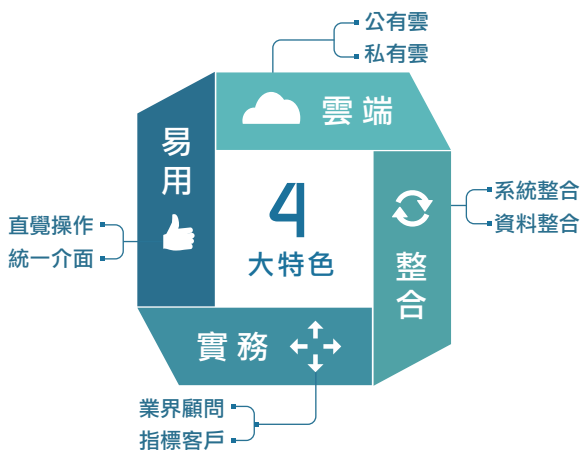 公有雲
私有雲
雲端
易用
直覺操作
統一介面
4
大特色
整合
系統整合
資料整合
實務
業界顧問
指標客戶